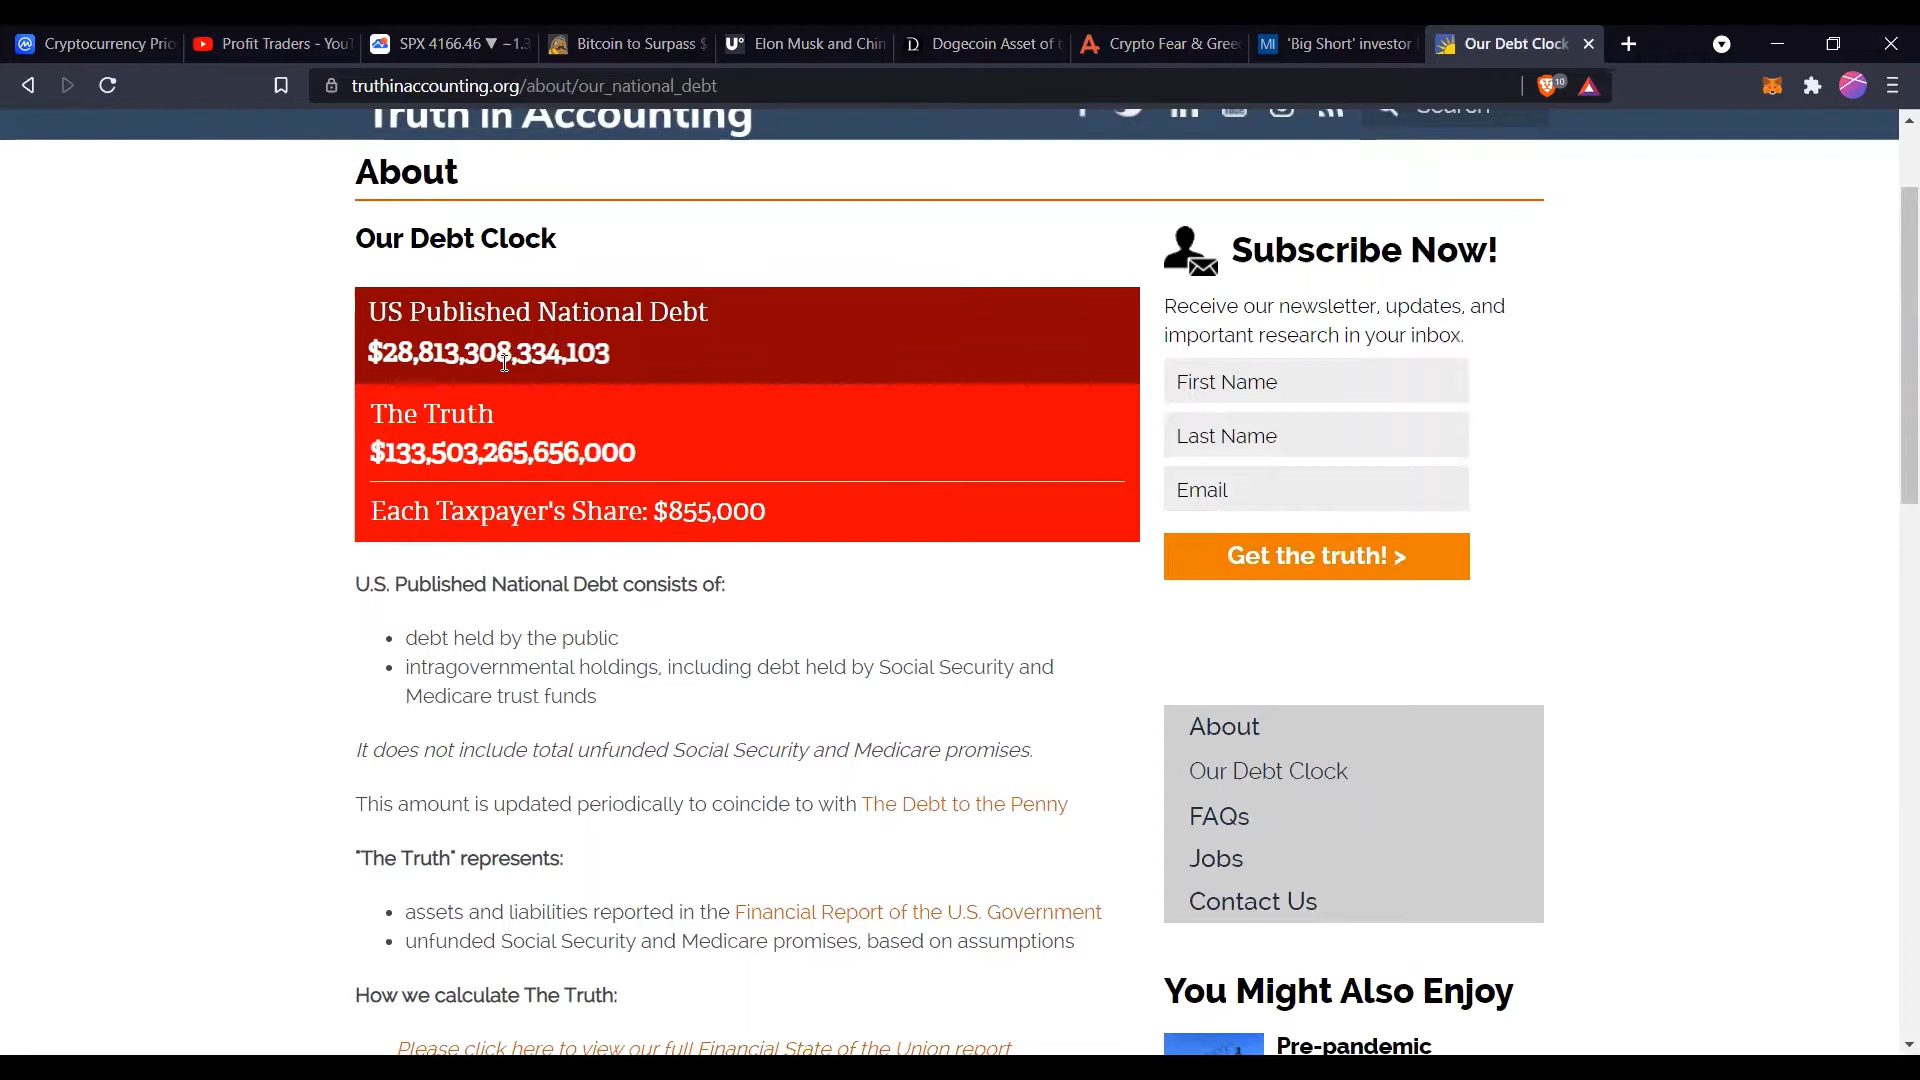 Cryptocurrency Pric
Profit Traders - YouT
SPX 4166.46 ▼ −1.3
Bitcoin to Surpass $
Elon Musk and Chin
Dogecoin Asset of t
Crypto Fear & Gree
'Big Short' investor
Our Debt Clock
truthinaccounting.org/about/our_national_debt
10
Truth in Accounting
Search
About
Our Debt Clock
US Published National Debt
$28,813,308,334,103
The Truth
$133,503,265,656,000
Each Taxpayer's Share: $855,000
U.S. Published National Debt consists of:
• debt held by the public
• intragovernmental holdings, including debt held by Social Security and
Medicare trust funds
It does not include total unfunded Social Security and Medicare promises.
This amount is updated periodically to coincide to with The Debt to the Penny
"The Truth" represents:
• assets and liabilities reported in the Financial Report of the U.S. Government
• unfunded Social Security and Medicare promises, based on assumptions
How we calculate The Truth:
Please click here to view our full Financial State of the Union report
Subscribe Now!
Receive our newsletter, updates, and
important research in your inbox.
First Name
Last Name
Email
Get the truth! >
About
Our Debt Clock
FAQs
Jobs
Contact Us
You Might Also Enjoy
Pre-pandemic